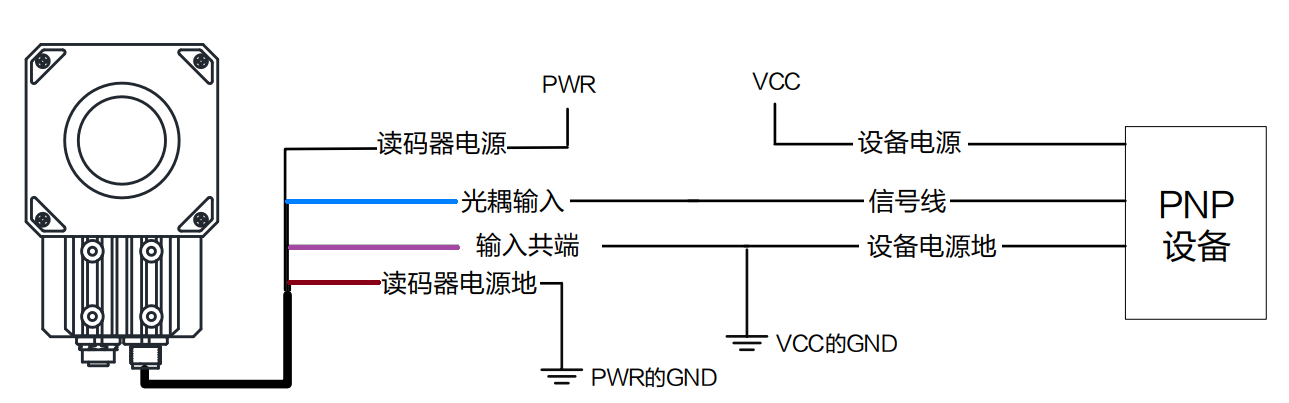 PWR
VCC
读码器电源
设备电源
光耦输入
信号线
PNP
设备
输入共端
设备电源地
读码器电源地
VCC的GND
PWR的GND